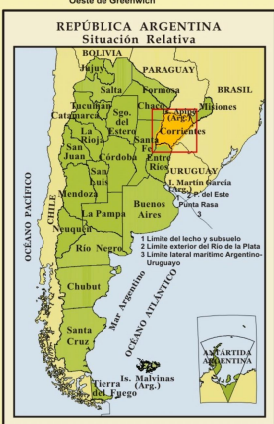 Oeste de Greenwich
REPÚBLICA ARGENTINA
Situación Relativa
BOLIVIA
PARAGUAY
BRASIL
Jujuy
Salta
Formosa
Tucumán
Chaco
Misiones
Catamarca
Sgo.
del
Estero
(Arg.)
Corrientes
La
Rioja
Santa
Fe
San
Juan
Córdoba
Entre
Ríos
URUGUAY
San
Luis
I. Martín García
(Arg.)
2 P. del Este
1
Mendoza
Buenos
Aires
Punta Rasa
3
La Pampa
OCÉANO PACÍFICO
CHILE
Neuquén
1 Límite del lecho y subsuelo
2 Límite exterior del Río de la Plata
3 Límite lateral marítimo Argentino-
Uruguayo
Río Negro
Chubut
Mar Argentino
OCÉANO ATLÁNTICO
Santa
Cruz
ANTÁRTIDA
ARGENTINA
Is. Malvinas
(Arg.)
Tierra
del Fuego